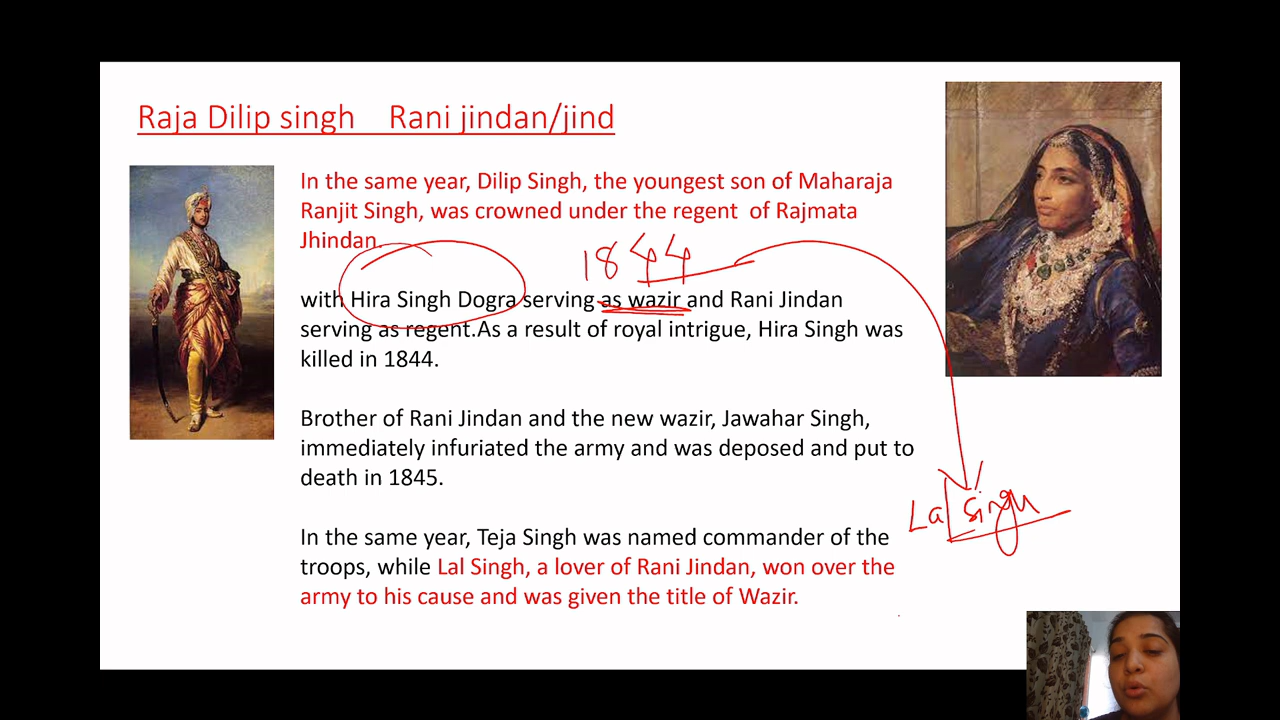 Raja Dilip singh Rani jindan/jind
In the same year, Dilip Singh, the youngest son of Maharaja
Ranjit Singh, was crowned under the regent of Rajmata
Jhindan.
1844
with Hira Singh Dogra serving as wazir and Rani Jindan
serving as regent.As a result of royal intrigue, Hira Singh was
killed in 1844.
Brother of Rani Jindan and the new wazir, Jawahar Singh,
immediately infuriated the army and was deposed and put to
death in 1845.
Lal Singh
In the same year, Teja Singh was named commander of the
troops, while Lal Singh, a lover of Rani Jindan, won over the
army to his cause and was given the title of Wazir.